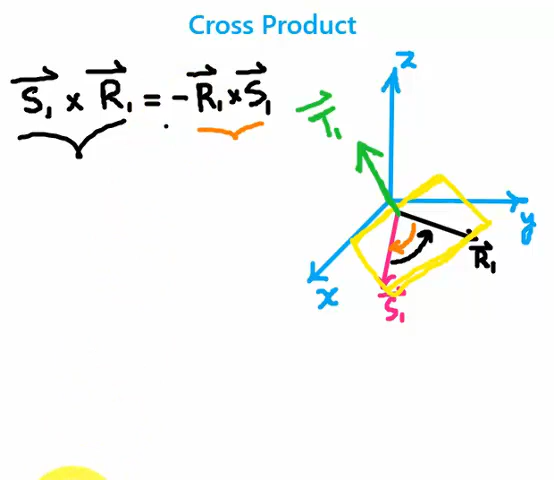 Cross Product
S₁ × R₁ = - R₁ × S₁
T₁
z
y
R₁
x
S₁